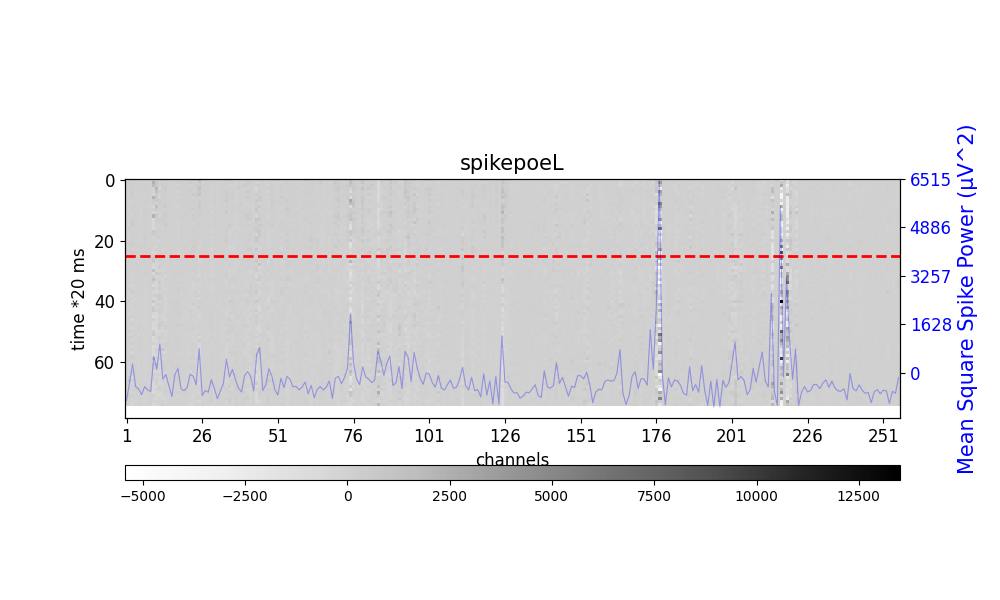 spikepoeL
0
20
40
60
time *20 ms
6515
4886
3257
1628
0
Mean Square Spike Power (µV^2)
1 26 51 76 101 126 151 176 201 226 251
channels
−5000 −2500 0 2500 5000 7500 10000 12500